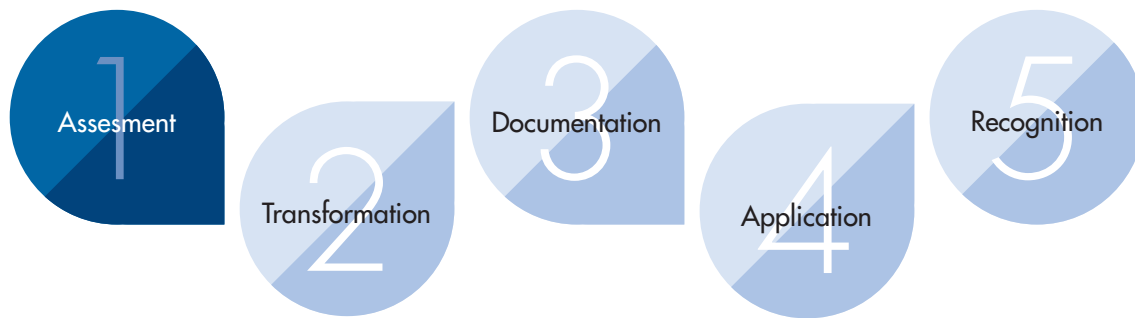 1
Assesment
2
Transformation
3
Documentation
4
Application
5
Recognition